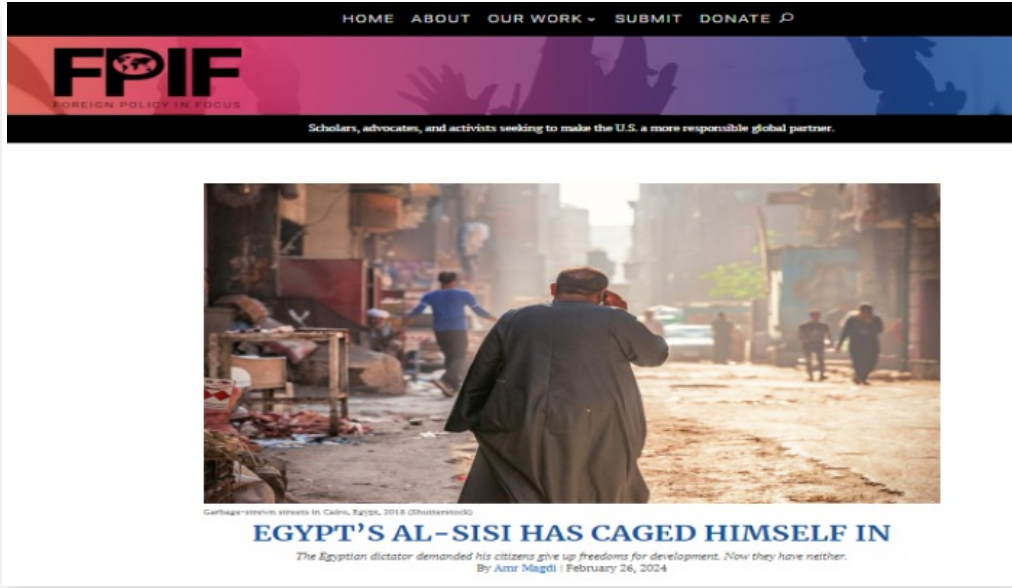 HOME ABOUT OUR WORK SUBMIT DONATE
FPIF
FOREIGN POLICY IN FOCUS
Scholars, advocates, and activists seeking to make the U.S. a more responsible global partner.
Garbage-strewn streets in Cairo, Egypt, 2018 (Shutterstock)
EGYPT'S AL-SISI HAS CAGED HIMSELF IN
The Egyptian dictator demanded his citizens give up freedoms for development. Now they have neither.
By Amr Magdi | February 26, 2024